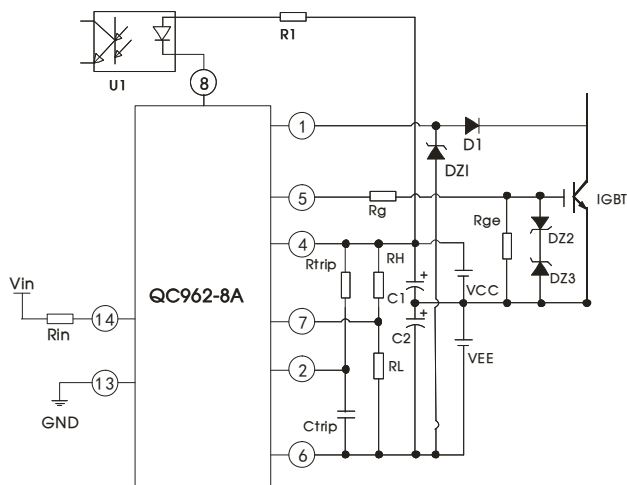 R1
U1
8
1
D1
DZ1
5
Rg
Rge
IGBT
DZ2
DZ3
4
Rtrip
RH
C1
+
VCC
QC962-8A
Vin
Rin
14
7
C2
+
VEE
RL
2
13
GND
Ctrip
6